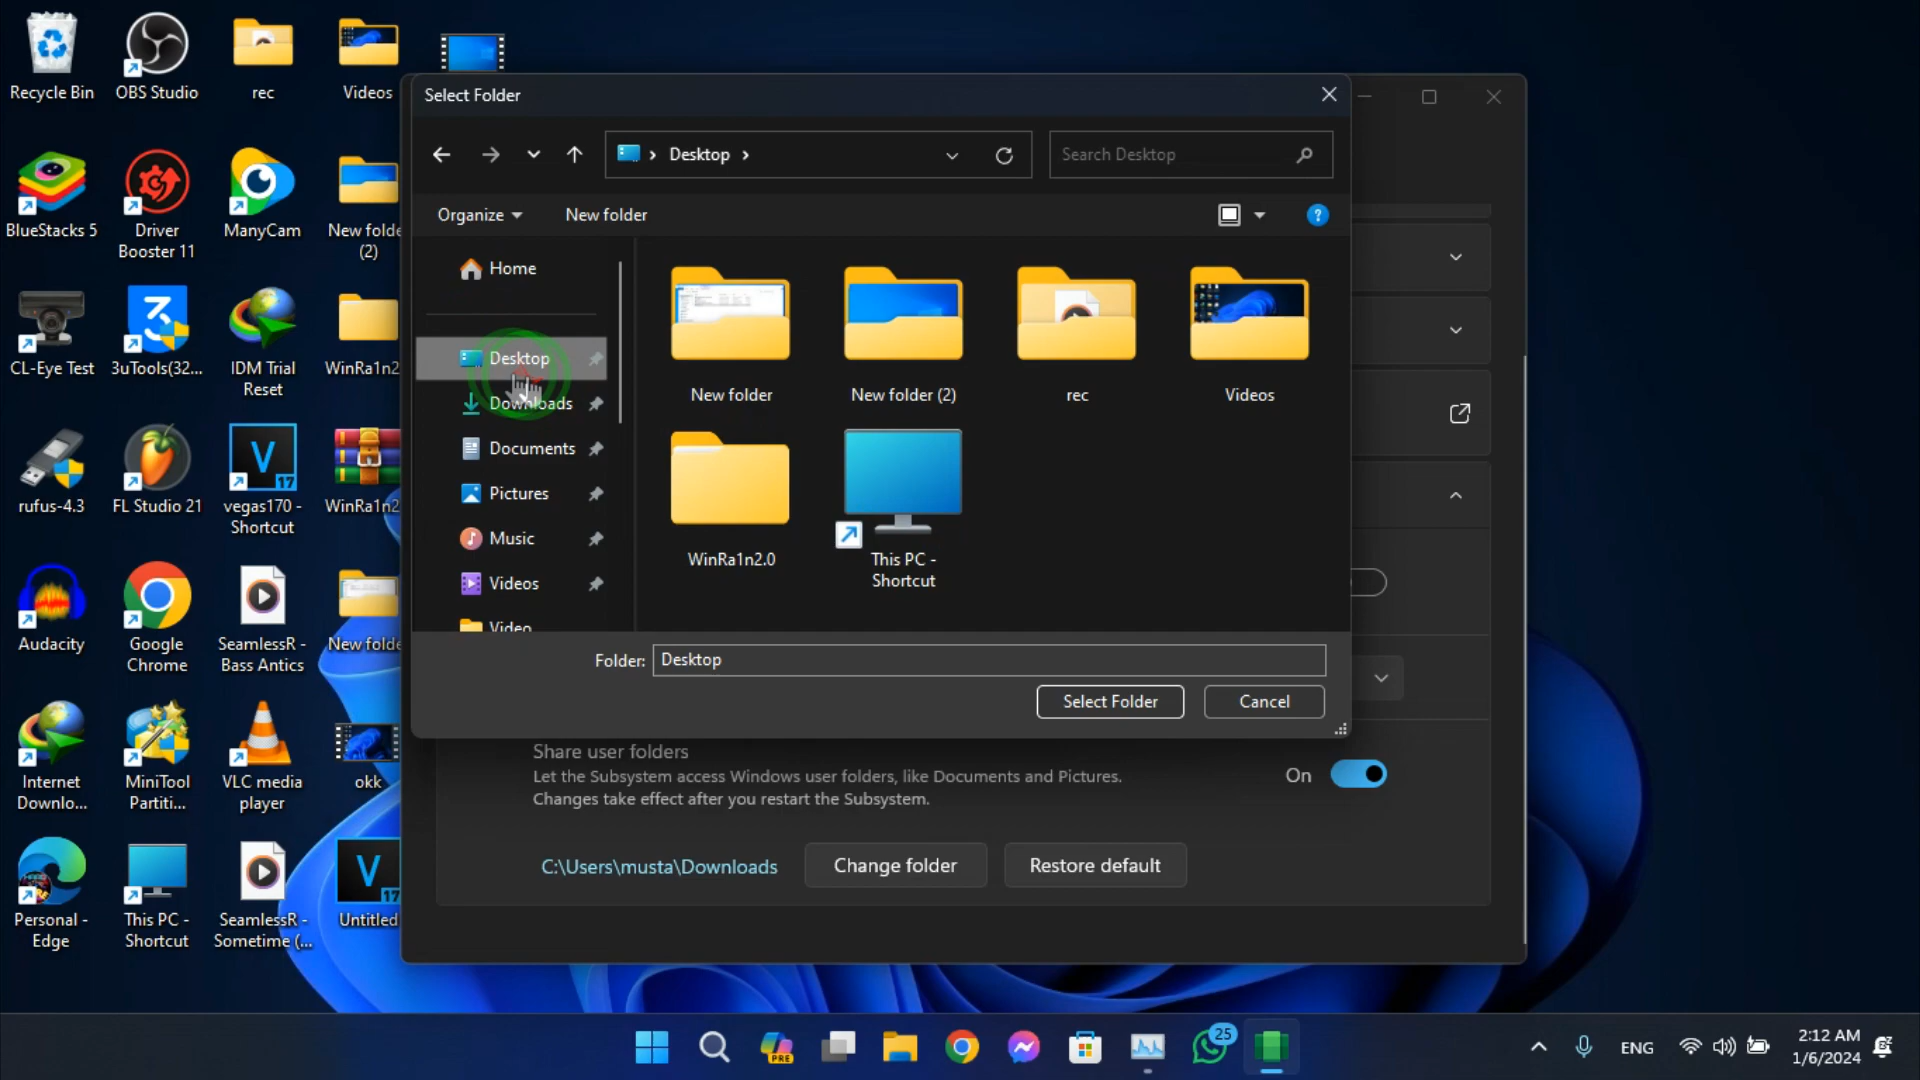 Recycle Bin
OBS Studio
rec
Videos
BlueStacks 5
Driver
Booster 11
ManyCam
New folde
(2)
CL-Eye Test
3uTools(32...
IDM Trial
Reset
WinRa1n2
rufus-4.3
FL Studio 21
vegas170 -
Shortcut
WinRa1n2
Audacity
Google
Chrome
SeamlessR -
Bass Antics
New folde
Internet
Downlo...
MiniTool
Partiti...
VLC media
player
okk
Personal -
Edge
This PC -
Shortcut
SeamlessR -
Sometime (...
Untitled
Select Folder
Desktop
Search Desktop
Organize
New folder
Home
Desktop
Downloads
Documents
Pictures
Music
Videos
Video
New folder
New folder (2)
rec
Videos
WinRa1n2.0
This PC -
Shortcut
Folder: Desktop
Select Folder
Cancel
Share user folders
Let the Subsystem access Windows user folders, like Documents and Pictures.
Changes take effect after you restart the Subsystem.
On
C:\Users\musta\Downloads
Change folder
Restore default
PRE
25
ENG
2:12 AM
1/6/2024